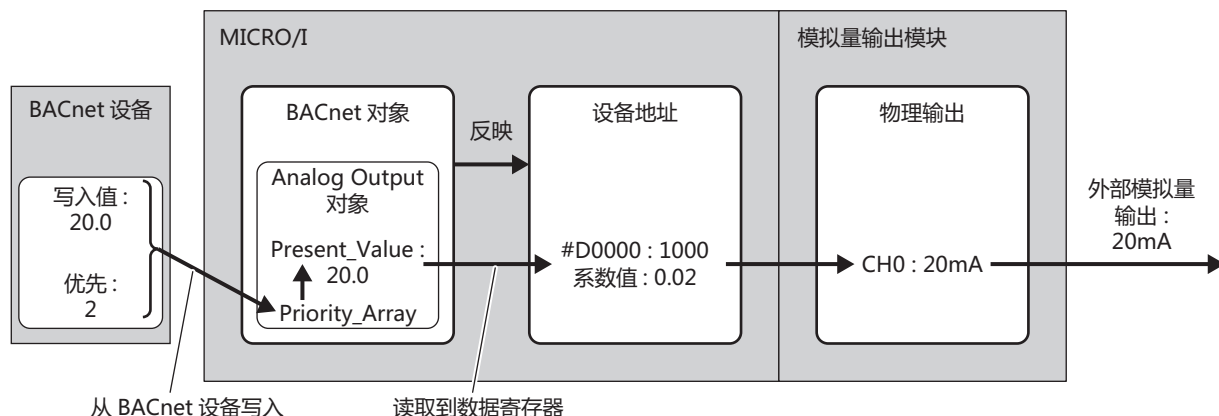 MICRO/I
模拟量输出模块
BACnet 设备
写入值 :
20.0
优先 :
2
BACnet 对象
Analog Output
对象
Present_Value :
20.0
Priority_Array
反映
设备地址
#D0000 : 1000
系数值 : 0.02
物理输出
CH0 : 20mA
外部模拟量
输出 :
20mA
从 BACnet 设备写入
读取到数据寄存器